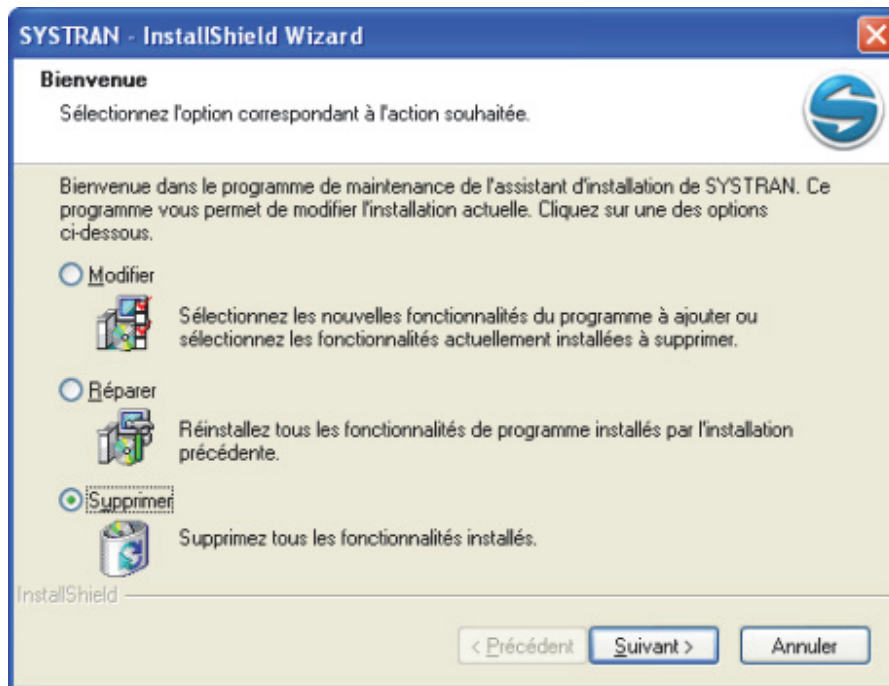 SYSTRAN - InstallShield Wizard
Bienvenue
Sélectionnez l'option correspondant à l'action souhaitée.
Bienvenue dans le programme de maintenance de l'assistant d'installation de SYSTRAN. Ce
programme vous permet de modifier l'installation actuelle. Cliquez sur une des options
ci-dessous.
Modifier
Sélectionnez les nouvelles fonctionnalités du programme à ajouter ou
sélectionnez les fonctionnalités actuellement installées à supprimer.
Réparer
Réinstallez tous les fonctionnalités de programme installés par l'installation
précédente.
Supprimer
Supprimez tous les fonctionnalités installés.
InstallShield
< Précédent
Suivant >
Annuler